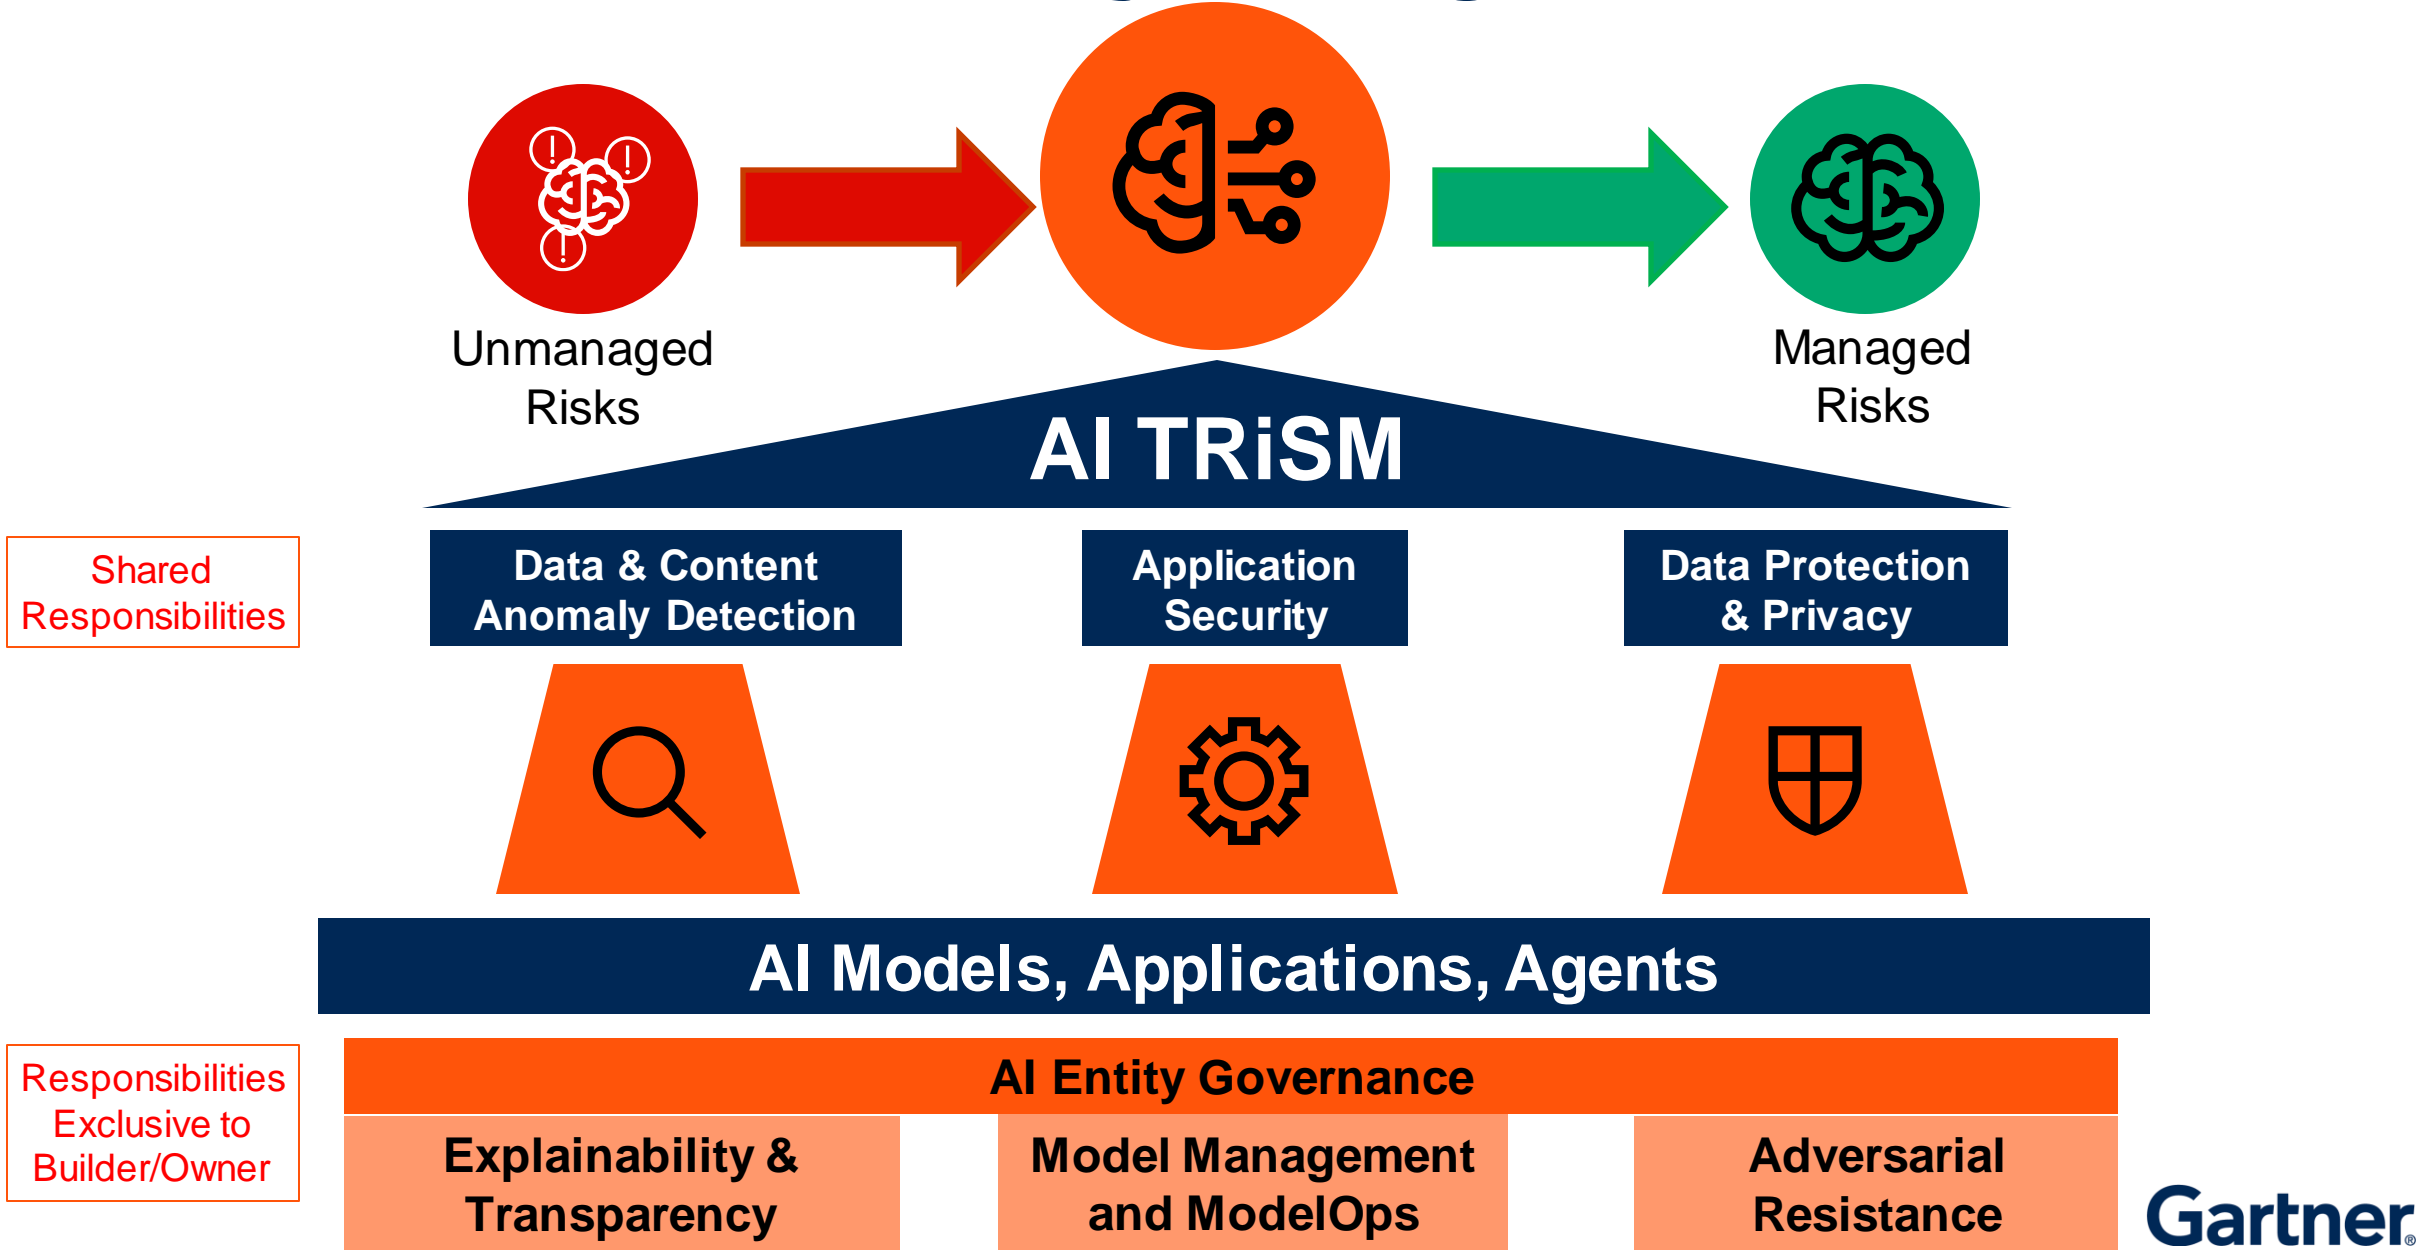 Unmanaged
Risks
Managed
Risks
AI TRiSM
Shared
Responsibilities
Data & Content
Anomaly Detection
Application
Security
Data Protection
& Privacy
AI Models, Applications, Agents
Responsibilities
Exclusive to
Builder/Owner
AI Entity Governance
Explainability &
Transparency
Model Management
and ModelOps
Adversarial
Resistance
Gartner®